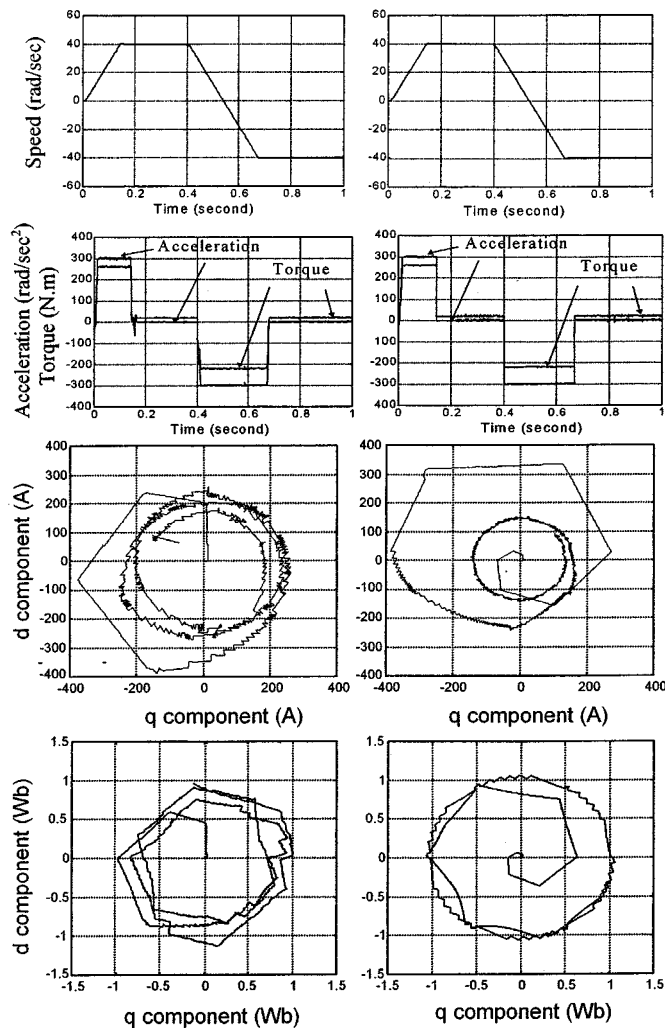 Speed (rad/sec)
60
40
20
0
-20
-40
-60
0 0.2 0.4 0.6 0.8 1
Time (second)
60
40
20
0
-20
-40
-60
0 0.2 0.4 0.6 0.8 1
Time (second)
Acceleration (rad/sec²)
Torque (N.m)
400
300
200
100
0
-100
-200
-300
-400
Acceleration
Torque
0 0.2 0.4 0.6 0.8 1
Time (second)
400
300
200
100
0
-100
-200
-300
-400
Acceleration
Torque
0 0.2 0.4 0.6 0.8 1
Time (second)
d component (A)
400
300
200
100
0
-100
-200
-300
-400
-400 -200 0 200 400
q component (A)
400
300
200
100
0
-100
-200
-300
-400
-400 -200 0 200 400
q component (A)
d component (Wb)
1.5
1
0.5
0
-0.5
-1
-1.5
-1.5 -1 -0.5 0 0.5 1 1.5
q component (Wb)
1.5
1
0.5
0
-0.5
-1
-1.5
-1.5 -1 -0.5 0 0.5 1 1.5
q component (Wb)